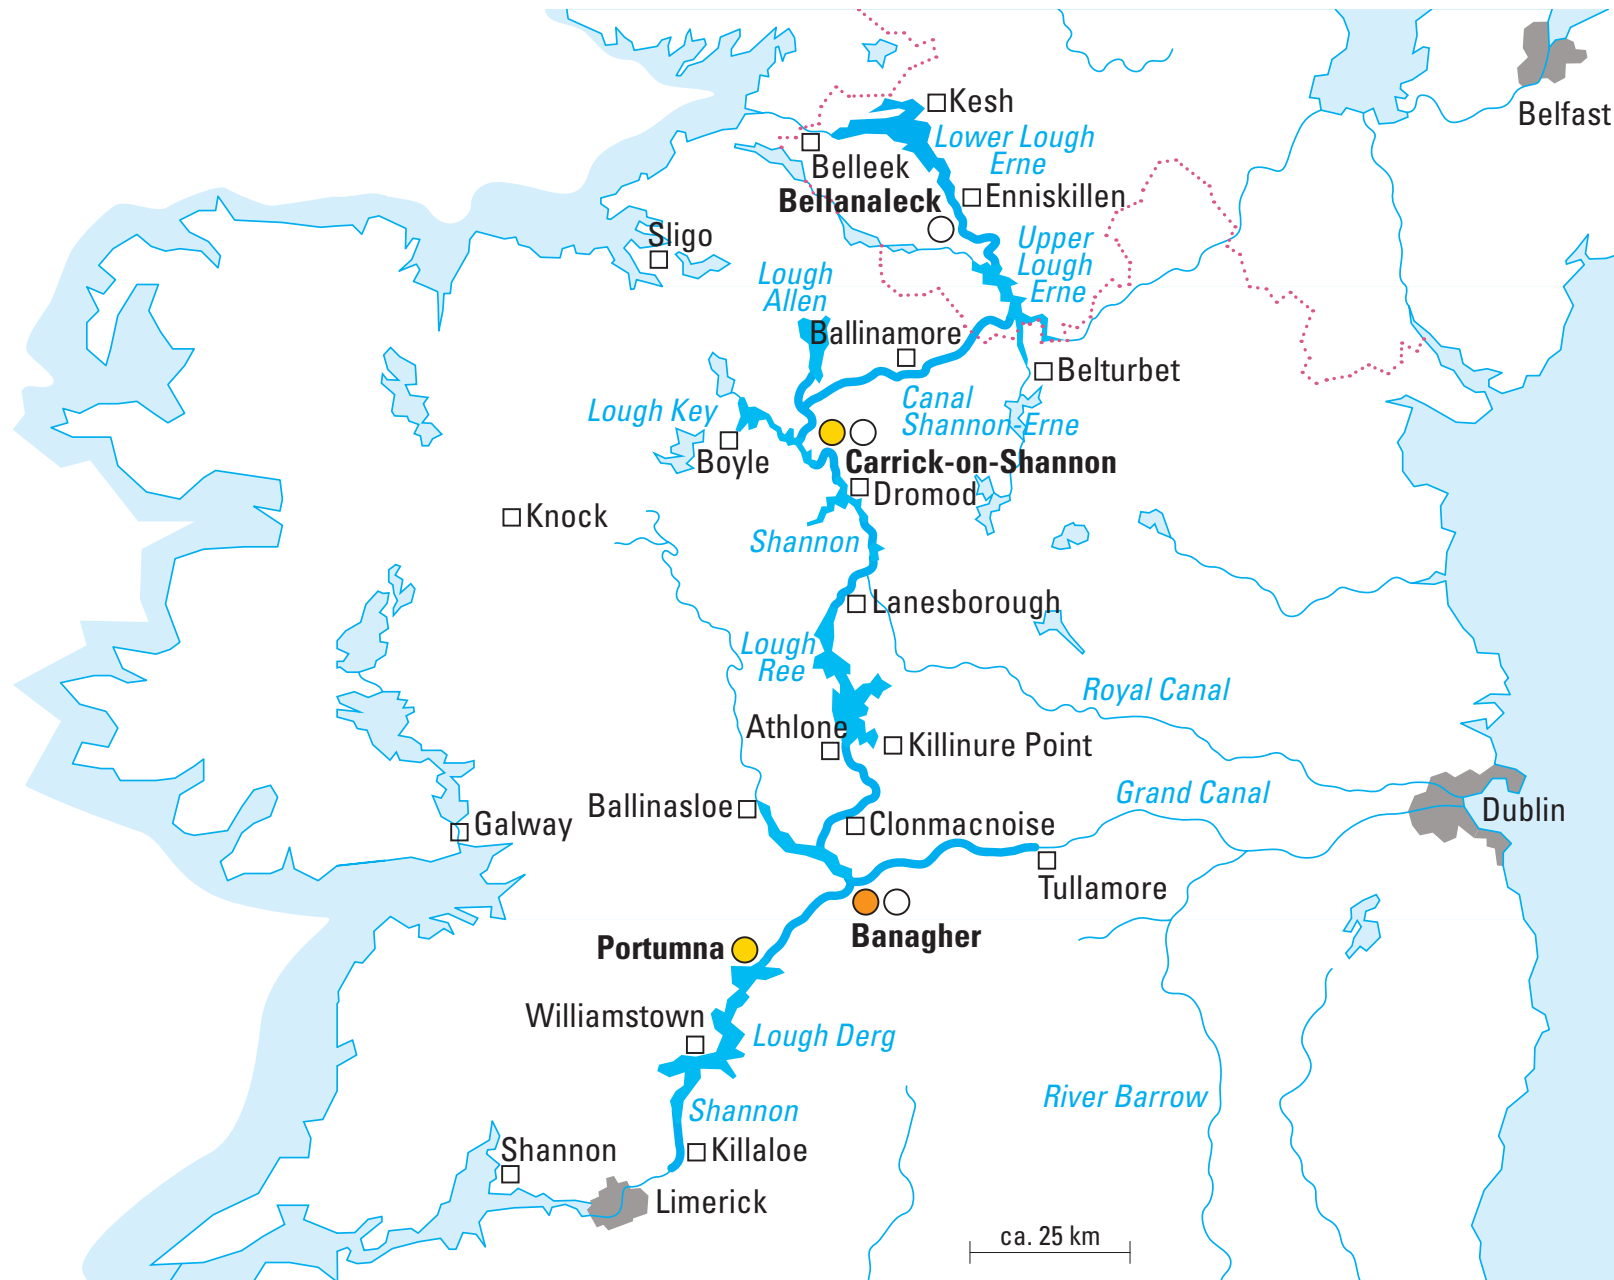 Kesh
Belfast
Lower Lough
Erne
Belleek
Bellanaleck
Enniskillen
Sligo
Upper
Lough
Erne
Lough
Allen
Ballinamore
Belturbet
Lough Key
Canal
Shannon-Erne
Boyle
Carrick-on-Shannon
Dromod
Knock
Shannon
Lanesborough
Lough
Ree
Royal Canal
Athlone
Killinure Point
Grand Canal
Ballinasloe
Dublin
Galway
Clonmacnoise
Tullamore
Banagher
Portumna
Williamstown
Lough Derg
River Barrow
Shannon
Shannon
Killaloe
Limerick
ca. 25 km